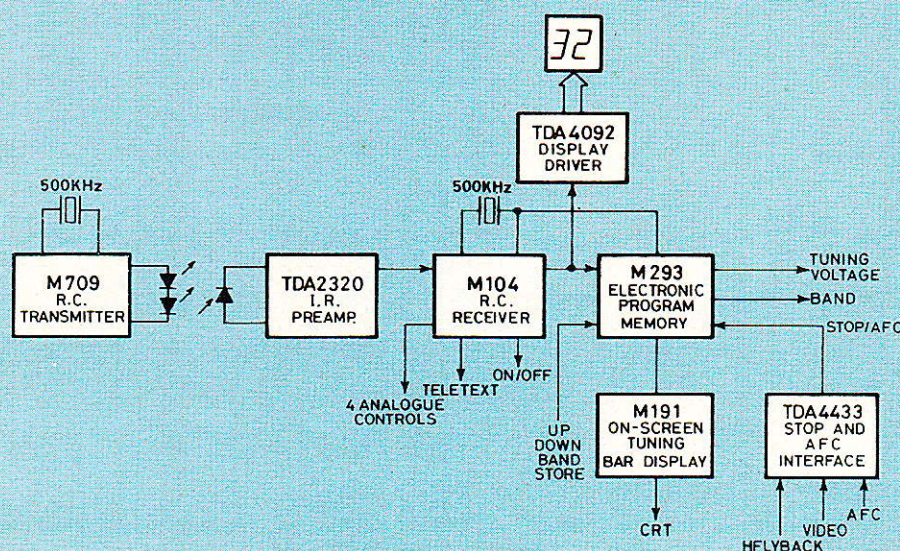 32
TDA4092
DISPLAY
DRIVER
500KHz
500KHz
M709
R.C.
TRANSMITTER
TDA2320
I.R.
PREAMP.
M104
R.C.
RECEIVER
M293
ELECTRONIC
PROGRAM
MEMORY
TUNING
VOLTAGE
BAND
STOP/AFC
4 ANALOGUE
CONTROLS
TELETEXT
ON/OFF
UP
DOWN
BAND
STORE
M191
ON-SCREEN
TUNING
BAR DISPLAY
TDA4433
STOP AND
AFC
INTERFACE
CRT
HFLYBACK
VIDEO
AFC